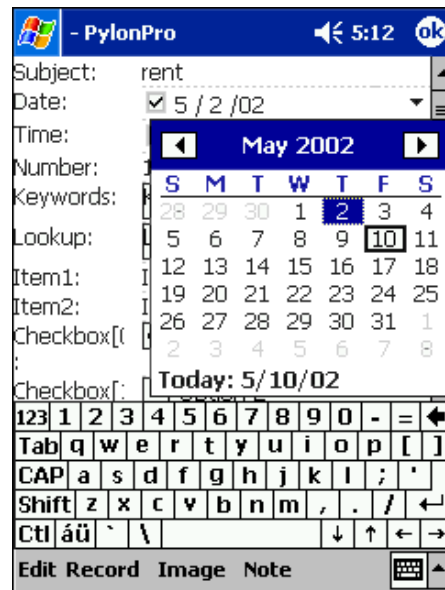 - PylonPro 5:12 ok
Subject: rent
Date: 5 / 2 /02
Time:
Number:
Keywords:
Lookup:
Item1:
Item2:
Checkbox[(
:
Checkbox[:
May 2002
S M T W T F S
28 29 30 1 2 3 4
5 6 7 8 9 10 11
12 13 14 15 16 17 18
19 20 21 22 23 24 25
26 27 28 29 30 31 1
2 3 4 5 6 7 8
Today: 5/10/02
123 1 2 3 4 5 6 7 8 9 0 - =
Tab q w e r t y u i o p [ ]
CAP a s d f g h j k l ; '
Shift z x c v b n m , . /
Ctl áü ` \
Edit Record Image Note